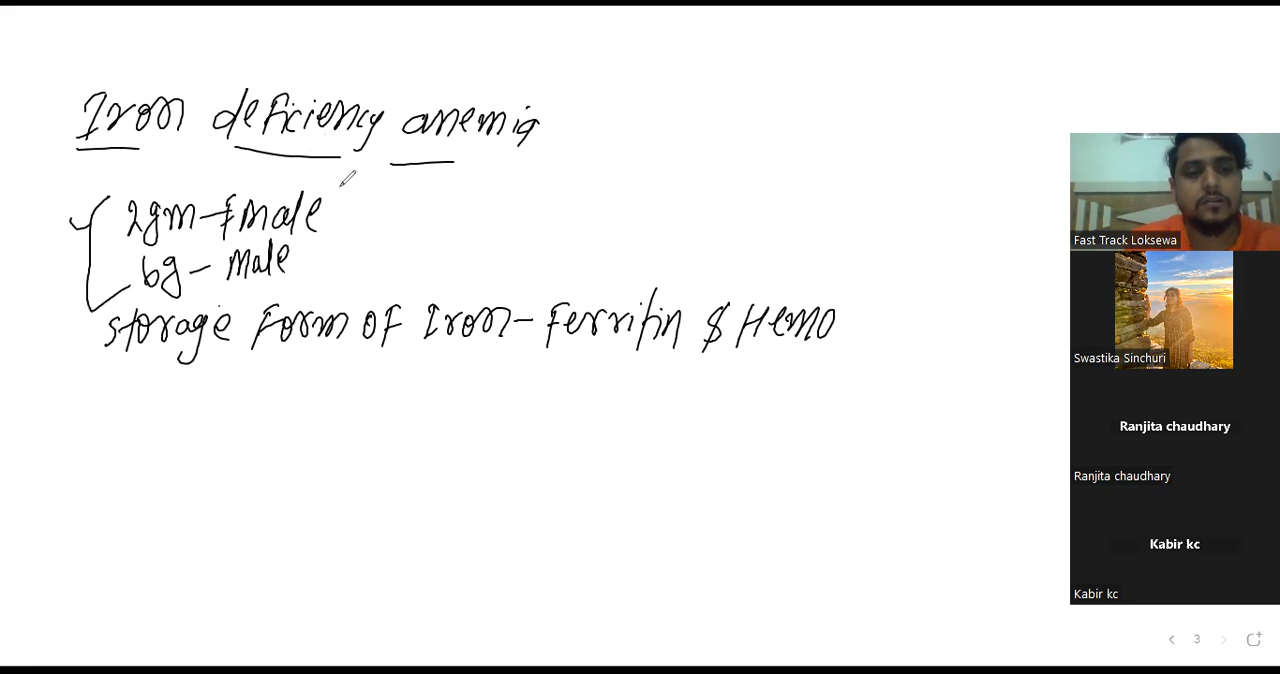 Iron deficiency anemia
2gm - fmale
6g - male
storage form of Iron - Ferritin & Hemo
Fast Track Loksewa
Swastika Sinchuri
Ranjita chaudhary
Ranjita chaudhary
Kabir kc
Kabir kc
3